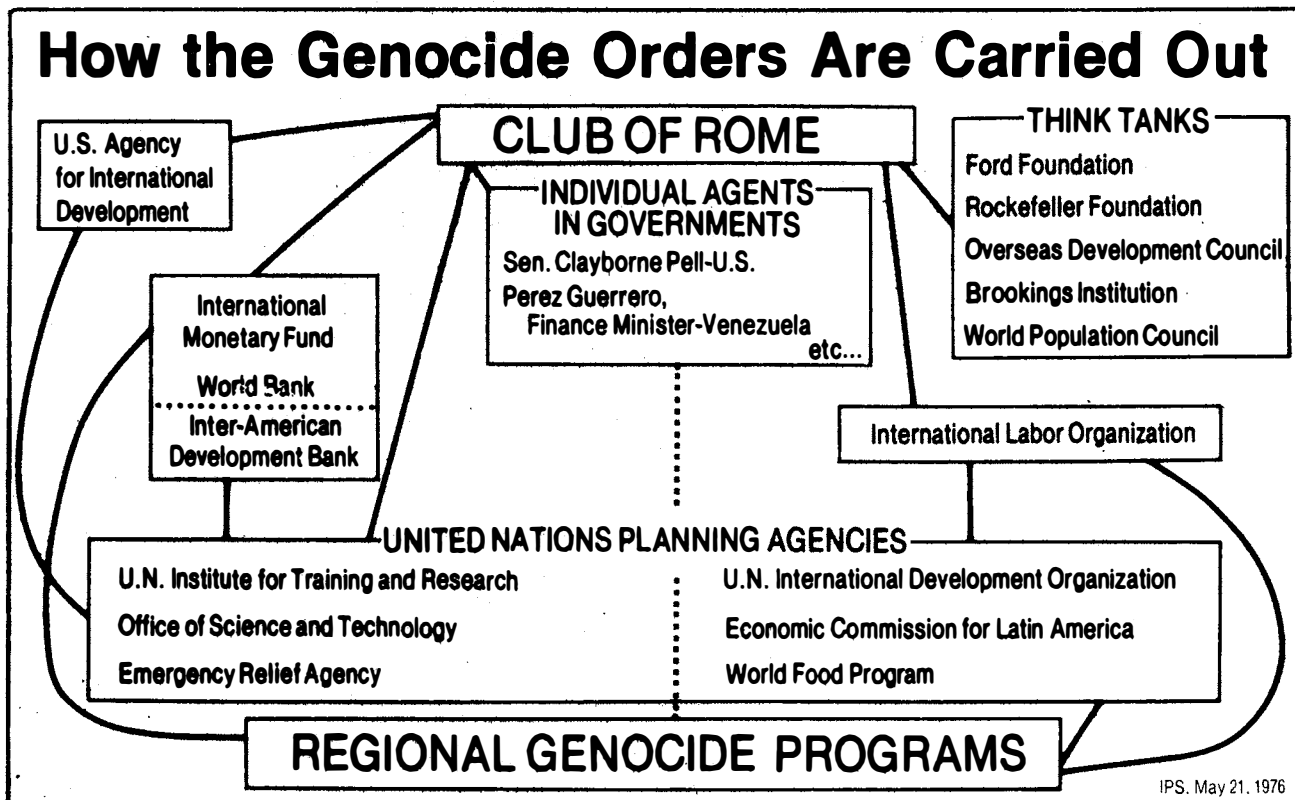 How the Genocide Orders Are Carried Out
U.S. Agency
for International
Development
CLUB OF ROME
THINK TANKS
Ford Foundation
Rockefeller Foundation
Overseas Development Council
Brookings Institution
World Population Council
INDIVIDUAL AGENTS
IN GOVERNMENTS
Sen. Clayborne Pell-U.S.
Perez Guerrero,
Finance Minister-Venezuela
etc...
International
Monetary Fund
World Bank
Inter-American
Development Bank
International Labor Organization
UNITED NATIONS PLANNING AGENCIES
U.N. Institute for Training and Research
Office of Science and Technology
Emergency Relief Agency
U.N. International Development Organization
Economic Commission for Latin America
World Food Program
REGIONAL GENOCIDE PROGRAMS
IPS, May 21, 1976